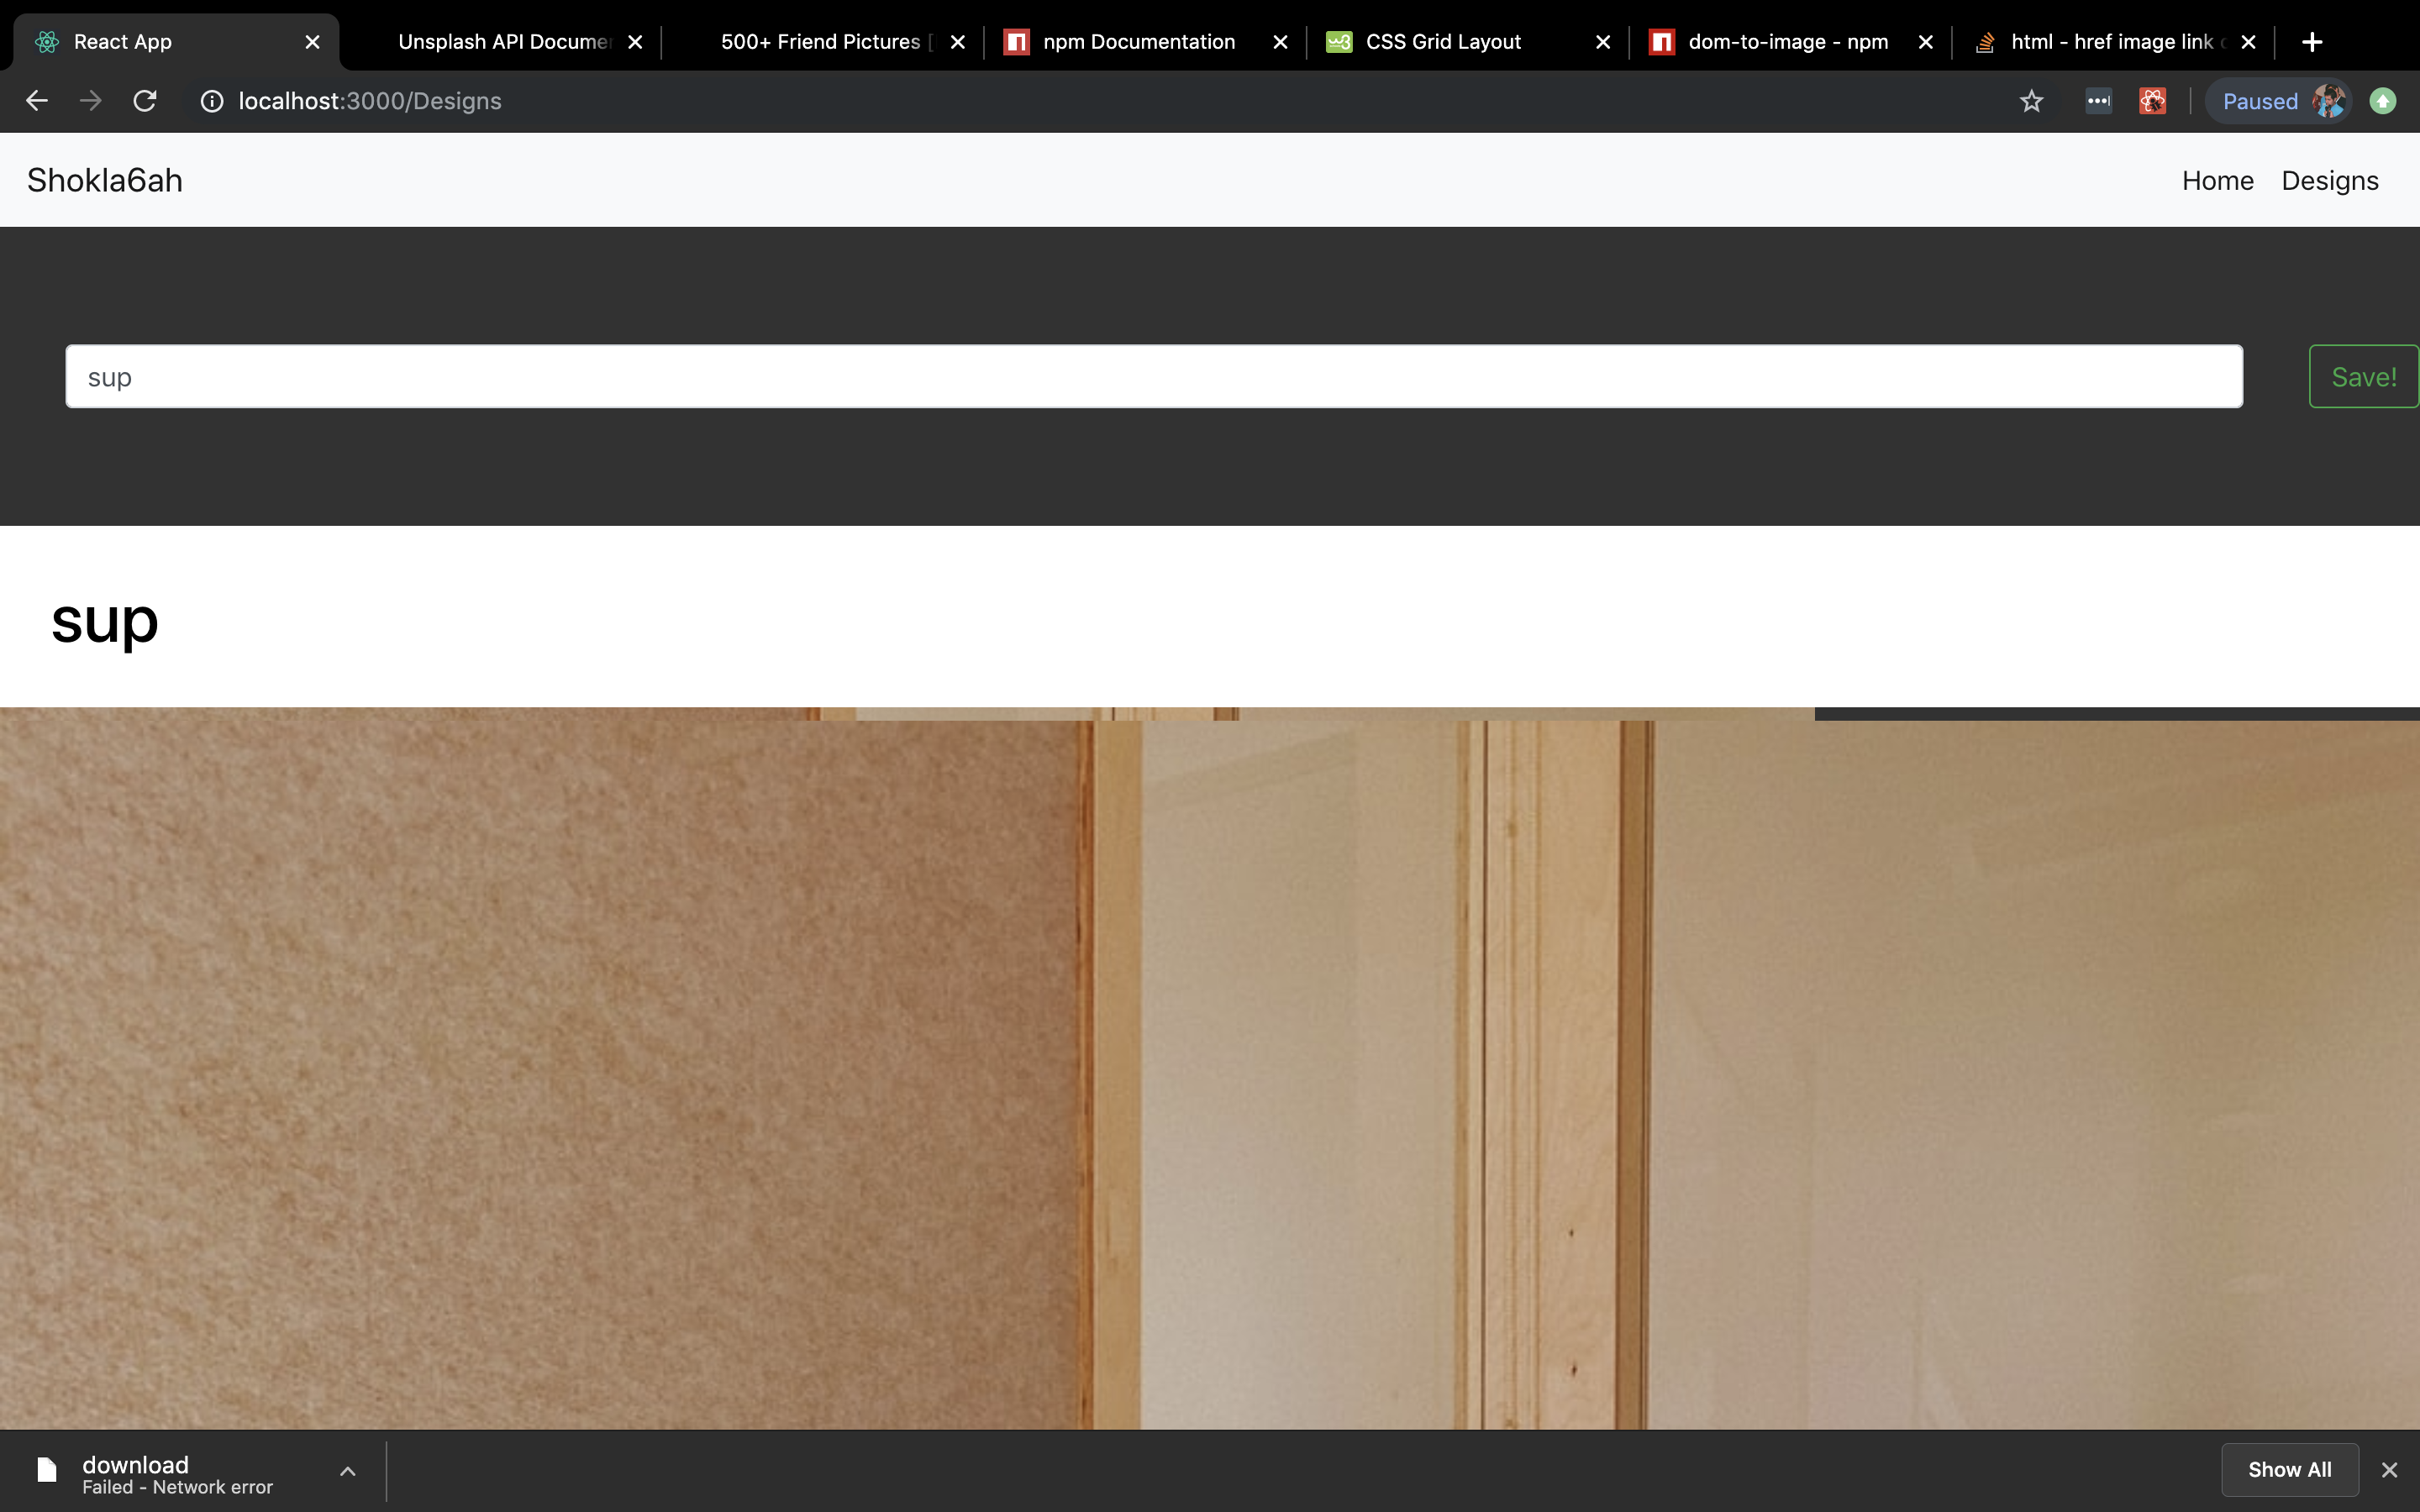 React App
Unsplash API Documen
500+ Friend Pictures [
npm Documentation
CSS Grid Layout
dom-to-image - npm
html - href image link
localhost:3000/Designs
Paused
Shokla6ah
Home
Designs
sup
Save!
sup
download
Failed - Network error
Show All